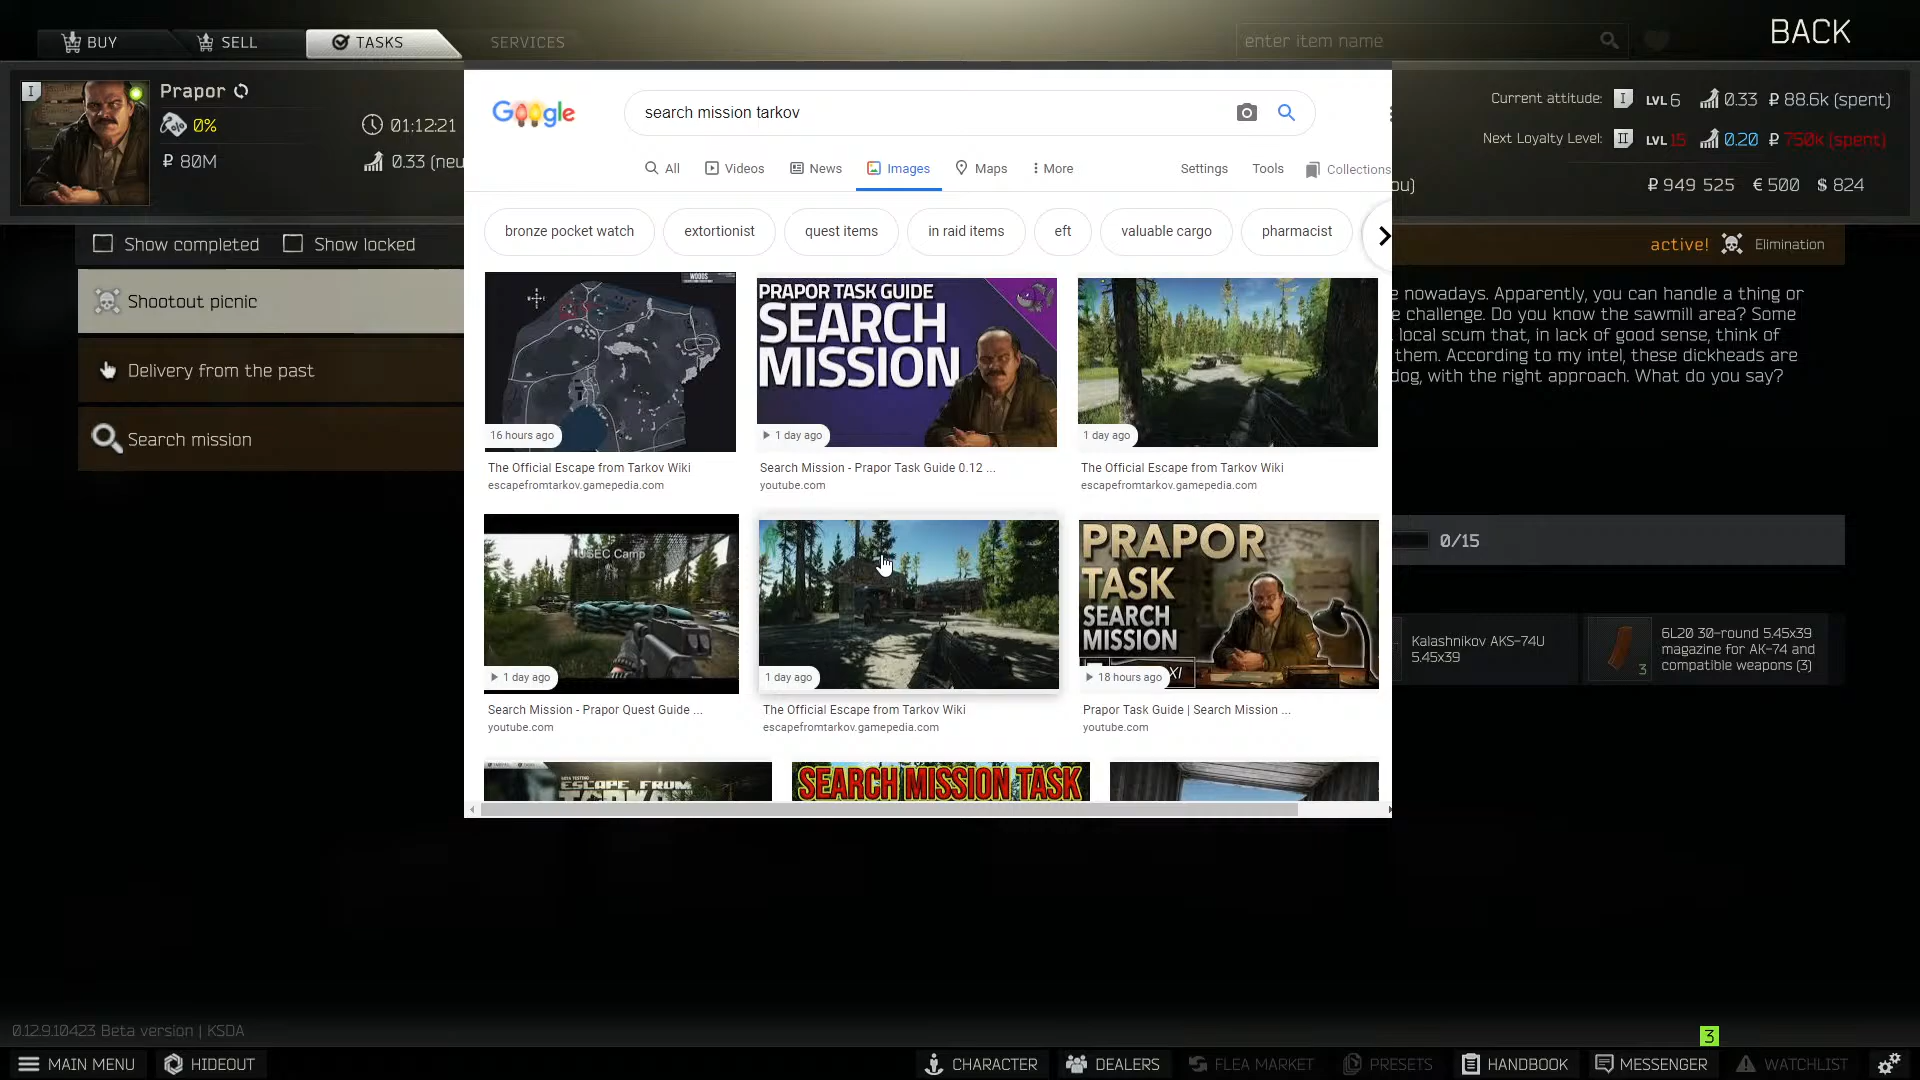 BUY
SELL
TASKS
SERVICES
enter item name
BACK
I
Prapor
0%
01:12:21
₽ 80M
0.33 (neu
Current attitude: I LVL 6 0.33 ₽ 88.6k (spent)
Next Loyalty Level: II LVL 15 0.20 ₽ 750k (spent)
ou)
₽ 949 525 € 500 $ 824
Google
search mission tarkov
All
Videos
News
Images
Maps
More
Settings
Tools
Collections
bronze pocket watch
extortionist
quest items
in raid items
eft
valuable cargo
pharmacist
Show completed
Show locked
active!
Elimination
Shootout picnic
Delivery from the past
Search mission
e nowadays. Apparently, you can handle a thing or
e challenge. Do you know the sawmill area? Some
local scum that, in lack of good sense, think of
them. According to my intel, these dickheads are
dog, with the right approach. What do you say?
WOODS
16 hours ago
The Official Escape from Tarkov Wiki
escapefromtarkov.gamepedia.com
PRAPOR TASK GUIDE
SEARCH
MISSION
1 day ago
Search Mission - Prapor Task Guide 0.12 ...
youtube.com
1 day ago
The Official Escape from Tarkov Wiki
escapefromtarkov.gamepedia.com
USEC Camp
1 day ago
Search Mission - Prapor Quest Guide ...
youtube.com
1 day ago
The Official Escape from Tarkov Wiki
escapefromtarkov.gamepedia.com
PRAPOR
TASK
SEARCH
MISSION
XI
18 hours ago
Prapor Task Guide | Search Mission ...
youtube.com
ESCAPE FROM
SEARCH MISSION TASK
0/15
Kalashnikov AKS-74U
5.45x39
3
6L20 30-round 5.45x39
magazine for AK-74 and
compatible weapons (3)
0.12.9.10423 Beta version | KSDA
3
MAIN MENU
HIDEOUT
CHARACTER
DEALERS
FLEA MARKET
PRESETS
HANDBOOK
MESSENGER
WATCHLIST